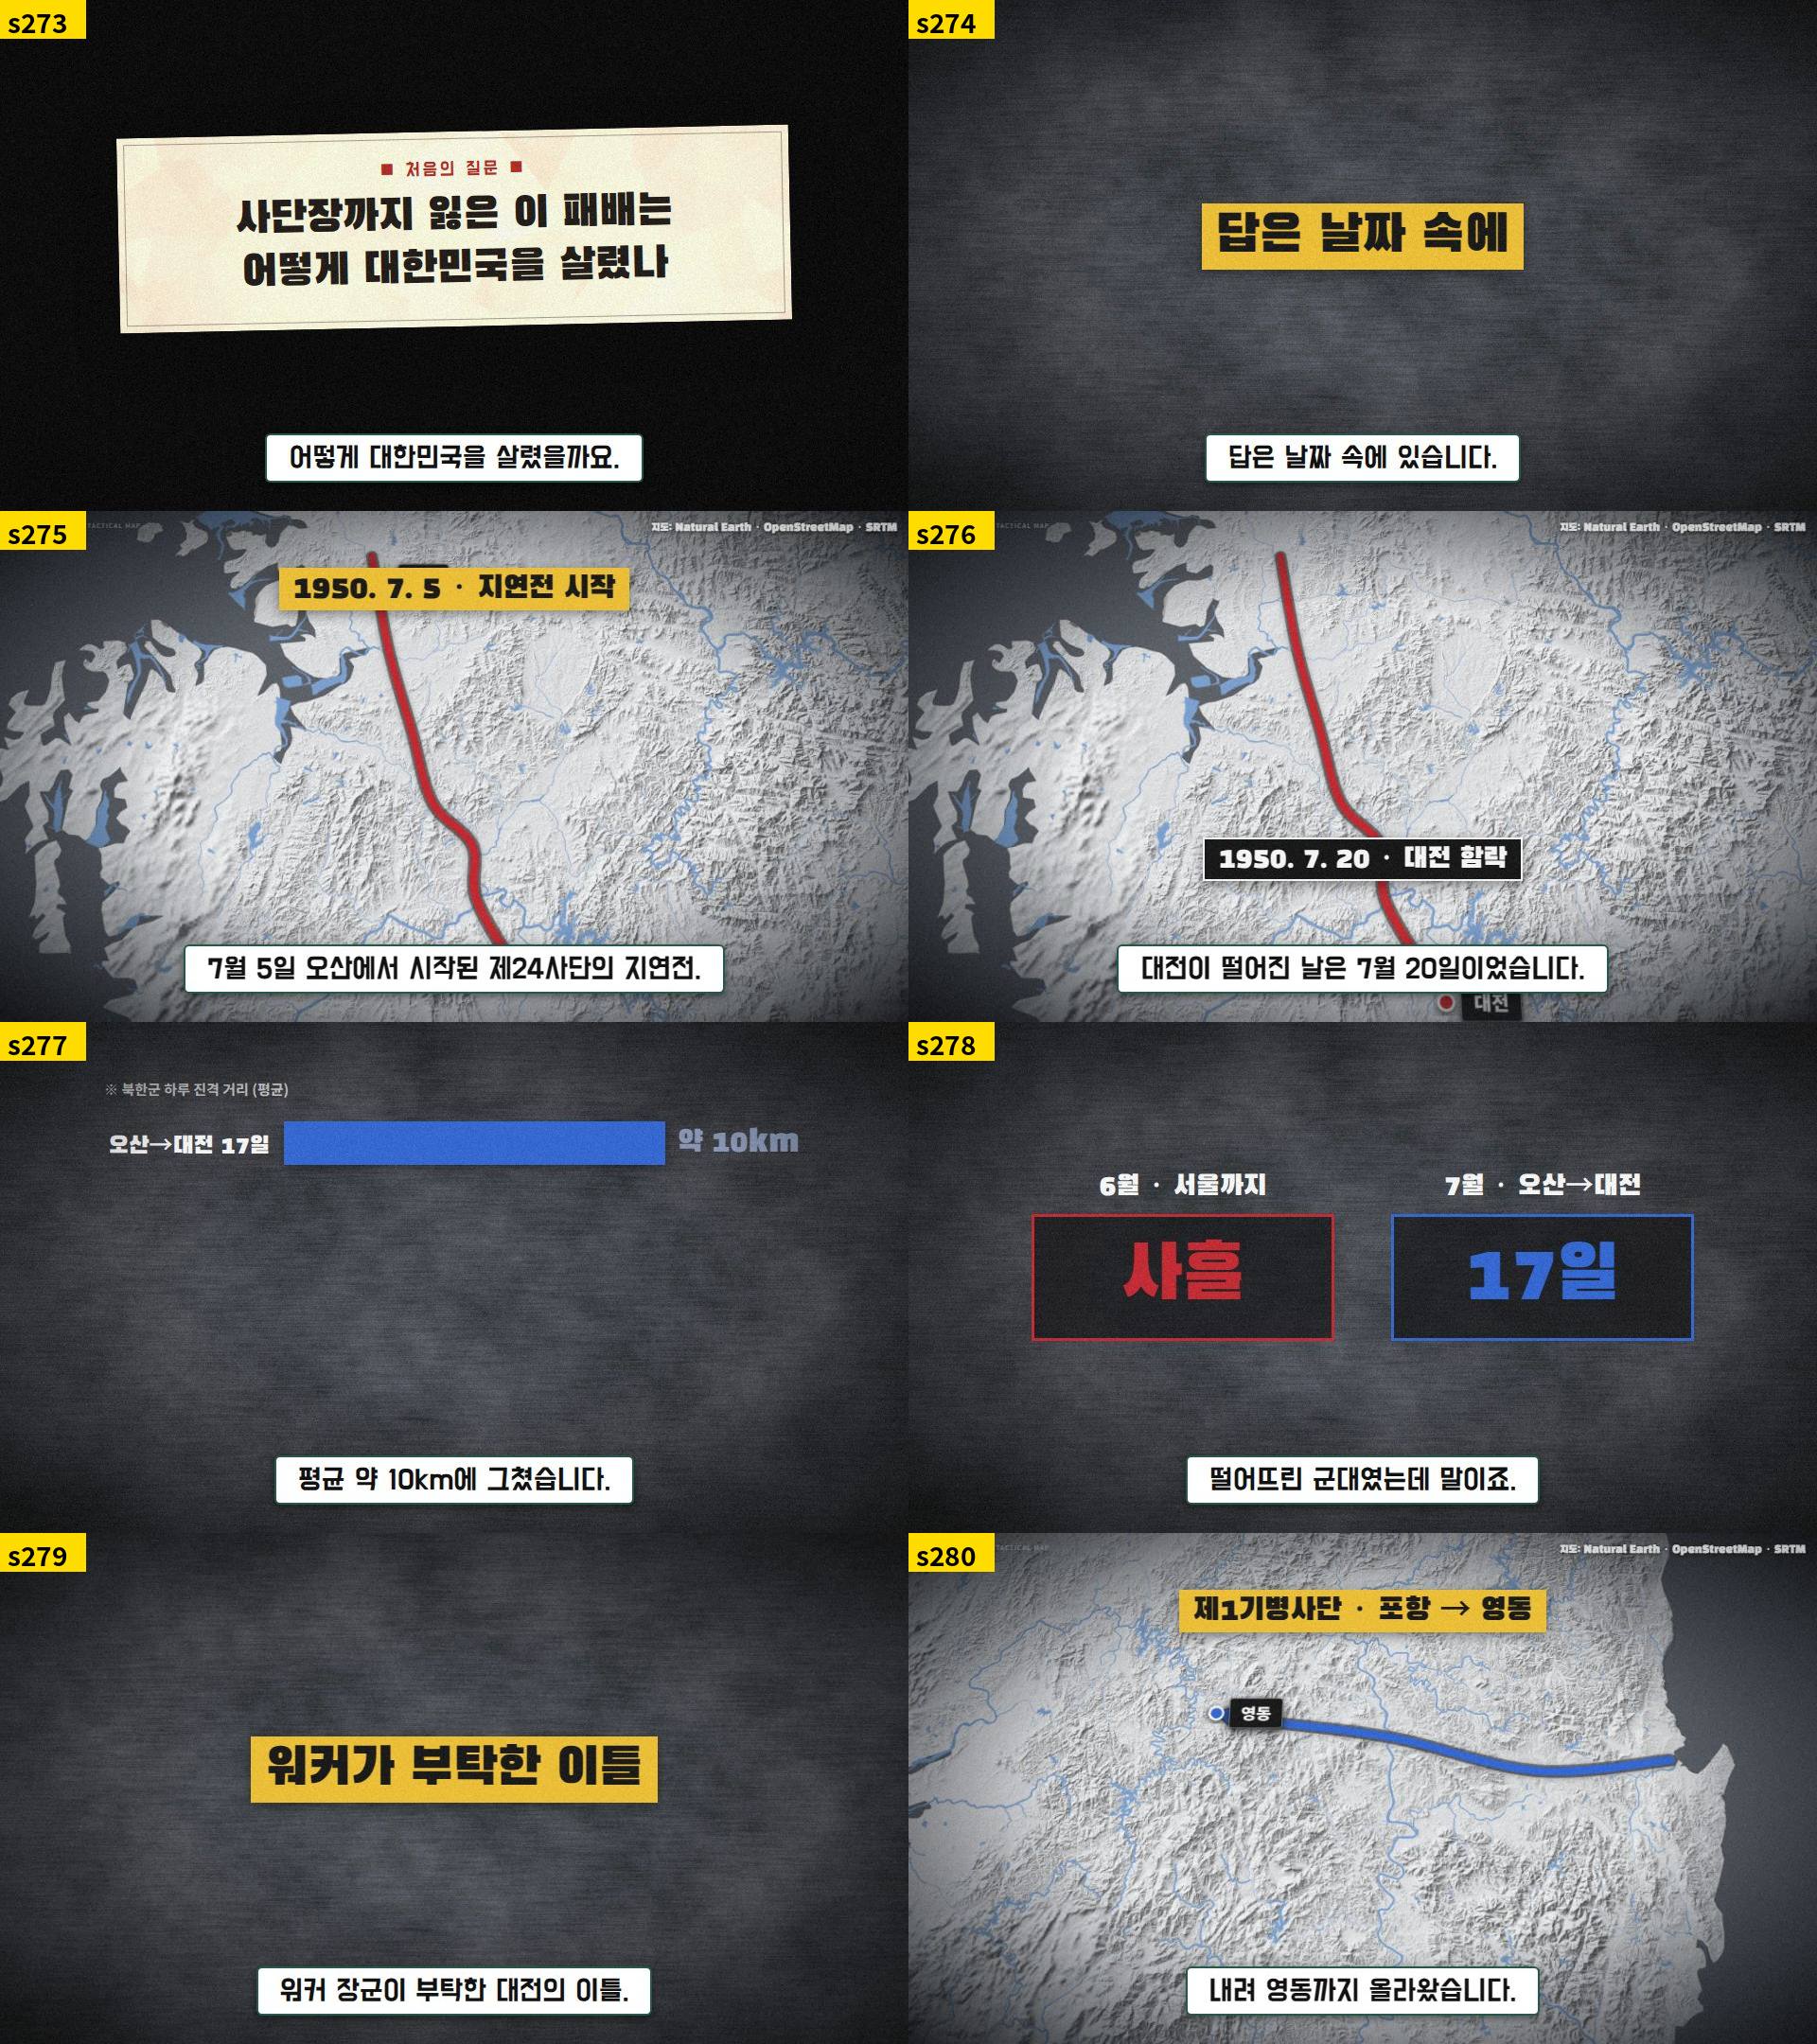 s273
■ 처음의 질문 ■
사단장까지 잃은 이 패배는
어떻게 대한민국을 살렸나
어떻게 대한민국을 살렸을까요.
s274
답은 날짜 속에
답은 날짜 속에 있습니다.
s275
TACTICAL MAP
지도: Natural Earth · OpenStreetMap · SRTM
1950. 7. 5 · 지연전 시작
7월 5일 오산에서 시작된 제24사단의 지연전.
s276
TACTICAL MAP
지도: Natural Earth · OpenStreetMap · SRTM
1950. 7. 20 · 대전 함락
대전이 떨어진 날은 7월 20일이었습니다.
대전
s277
※ 북한군 하루 진격 거리 (평균)
오산→대전 17일
약 10km
평균 약 10km에 그쳤습니다.
s278
6월 · 서울까지
7월 · 오산→대전
사흘
17일
떨어뜨린 군대였는데 말이죠.
s279
워커가 부탁한 이틀
워커 장군이 부탁한 대전의 이틀.
s280
TACTICAL MAP
지도: Natural Earth · OpenStreetMap · SRTM
제1기병사단 · 포항 → 영동
영동
내려 영동까지 올라왔습니다.